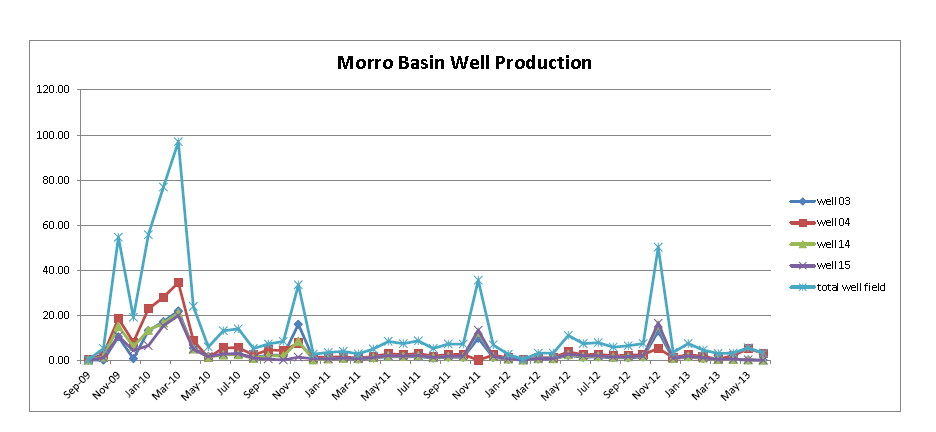 Morro Basin Well Production
120.00
100.00
80.00
60.00
40.00
20.00
0.00
Sep-09
Nov-09
Jan-10
Mar-10
May-10
Jul-10
Sep-10
Nov-10
Jan-11
Mar-11
May-11
Jul-11
Sep-11
Nov-11
Jan-12
Mar-12
May-12
Jul-12
Sep-12
Nov-12
Jan-13
Mar-13
May-13
well 03
well 04
well 14
well 15
total well field